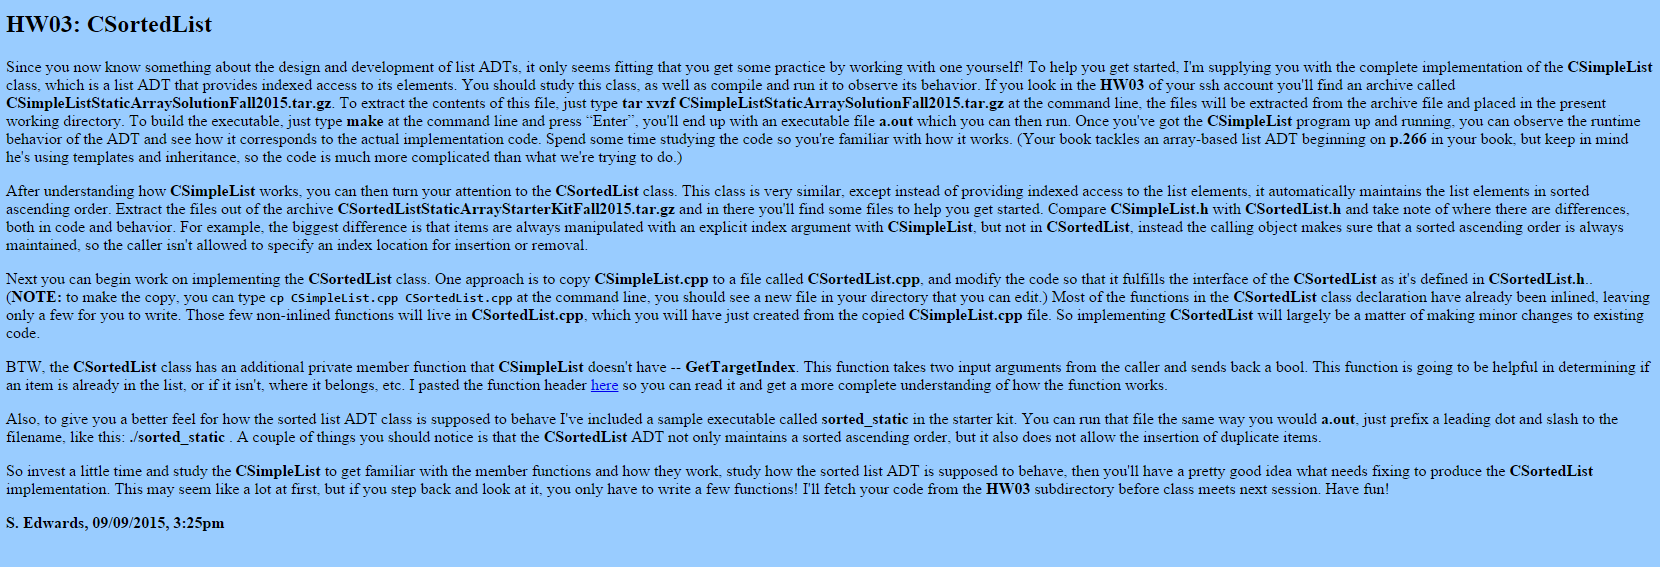 HW03: CSortedList
Since you now know something about the design and development of list ADTs, it only seems fitting that you get some practice by working with one yourself! To help you get started, I'm supplying you with the complete implementation of the CSimpleList
class, which is a list ADT that provides indexed access to its elements. You should study this class, as well as compile and run it to observe its behavior. If you look in the HW03 of your ssh account you'll find an archive called
CSimpleListStaticArraySolutionFall2015.tar.gz. To extract the contents of this file, just type tar xvzf CSimpleListStaticArraySolutionFall2015.tar.gz at the command line, the files will be extracted from the archive file and placed in the present
working directory. To build the executable, just type make at the command line and press “Enter”, you'll end up with an executable file a.out which you can then run. Once you've got the CSimpleList program up and running, you can observe the runtime
behavior of the ADT and see how it corresponds to the actual implementation code. Spend some time studying the code so you're familiar with how it works. (Your book tackles an array-based list ADT beginning on p.266 in your book, but keep in mind
he's using templates and inheritance, so the code is much more complicated than what we're trying to do.)
After understanding how CSimpleList works, you can then turn your attention to the CSortedList class. This class is very similar, except instead of providing indexed access to the list elements, it automatically maintains the list elements in sorted
ascending order. Extract the files out of the archive CSortedListStaticArrayStarterKitFall2015.tar.gz and in there you'll find some files to help you get started. Compare CSimpleList.h with CSortedList.h and take note of where there are differences,
both in code and behavior. For example, the biggest difference is that items are always manipulated with an explicit index argument with CSimpleList, but not in CSortedList, instead the calling object makes sure that a sorted ascending order is always
maintained, so the caller isn't allowed to specify an index location for insertion or removal.
Next you can begin work on implementing the CSortedList class. One approach is to copy CSimpleList.cpp to a file called CSortedList.cpp, and modify the code so that it fulfills the interface of the CSortedList as it's defined in CSortedList.h..
(NOTE: to make the copy, you can type cp CSimpleList.cpp CSortedList.cpp at the command line, you should see a new file in your directory that you can edit.) Most of the functions in the CSortedList class declaration have already been inlined, leaving
only a few for you to write. Those few non-inlined functions will live in CSortedList.cpp, which you will have just created from the copied CSimpleList.cpp file. So implementing CSortedList will largely be a matter of making minor changes to existing
code.
BTW, the CSortedList class has an additional private member function that CSimpleList doesn't have -- GetTargetIndex. This function takes two input arguments from the caller and sends back a bool. This function is going to be helpful in determining if
an item is already in the list, or if it isn't, where it belongs, etc. I pasted the function header here so you can read it and get a more complete understanding of how the function works.
Also, to give you a better feel for how the sorted list ADT class is supposed to behave I've included a sample executable called sorted_static in the starter kit. You can run that file the same way you would a.out, just prefix a leading dot and slash to the
filename, like this: ./sorted_static . A couple of things you should notice is that the CSortedList ADT not only maintains a sorted ascending order, but it also does not allow the insertion of duplicate items.
So invest a little time and study the CSimpleList to get familiar with the member functions and how they work, study how the sorted list ADT is supposed to behave, then you'll have a pretty good idea what needs fixing to produce the CSortedList
implementation. This may seem like a lot at first, but if you step back and look at it, you only have to write a few functions! I'll fetch your code from the HW03 subdirectory before class meets next session. Have fun!
S. Edwards, 09/09/2015, 3:25pm